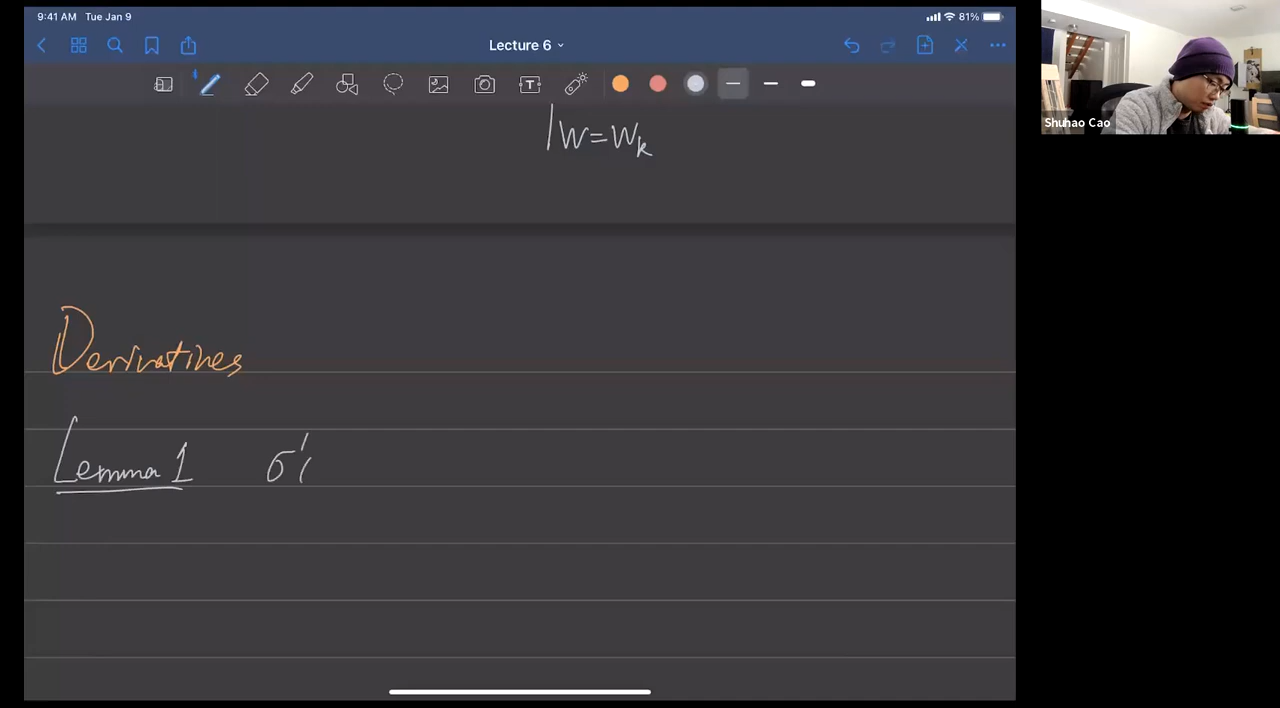 9:41 AM Tue Jan 9
81%
Lecture 6
Shuhao Cao
| w=w_k
Derivatives
Lemma 1 σ'(